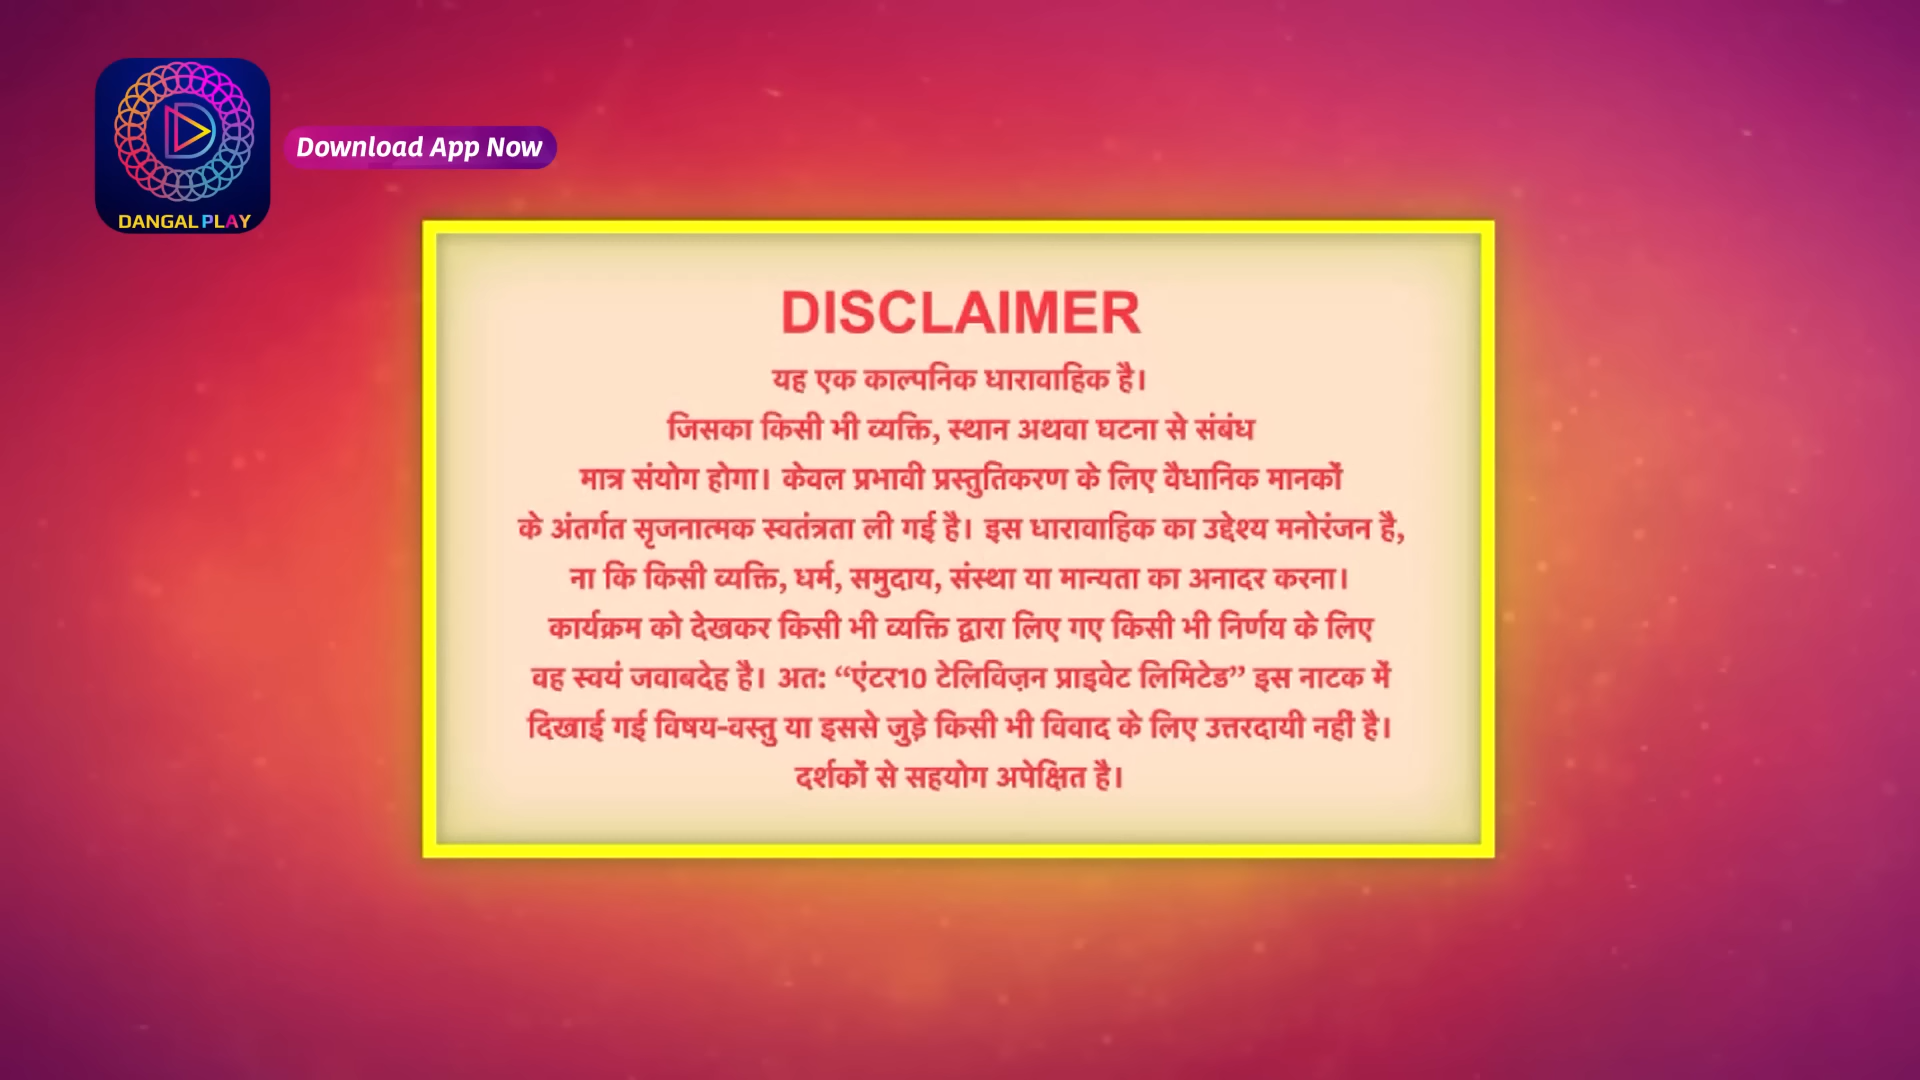 DANGAL PLAY
Download App Now
DISCLAIMER
यह एक काल्पनिक धारावाहिक है।
जिसका किसी भी व्यक्ति, स्थान अथवा घटना से संबंध
मात्र संयोग होगा। केवल प्रभावी प्रस्तुतिकरण के लिए वैधानिक मानकों
के अंतर्गत सृजनात्मक स्वतंत्रता ली गई है। इस धारावाहिक का उद्देश्य मनोरंजन है,
ना कि किसी व्यक्ति, धर्म, समुदाय, संस्था या मान्यता का अनादर करना।
कार्यक्रम को देखकर किसी भी व्यक्ति द्वारा लिए गए किसी भी निर्णय के लिए
वह स्वयं जवाबदेह है। अत: “एंटर10 टेलिविज़न प्राइवेट लिमिटेड” इस नाटक में
दिखाई गई विषय-वस्तु या इससे जुड़े किसी भी विवाद के लिए उत्तरदायी नहीं है।
दर्शकों से सहयोग अपेक्षित है।